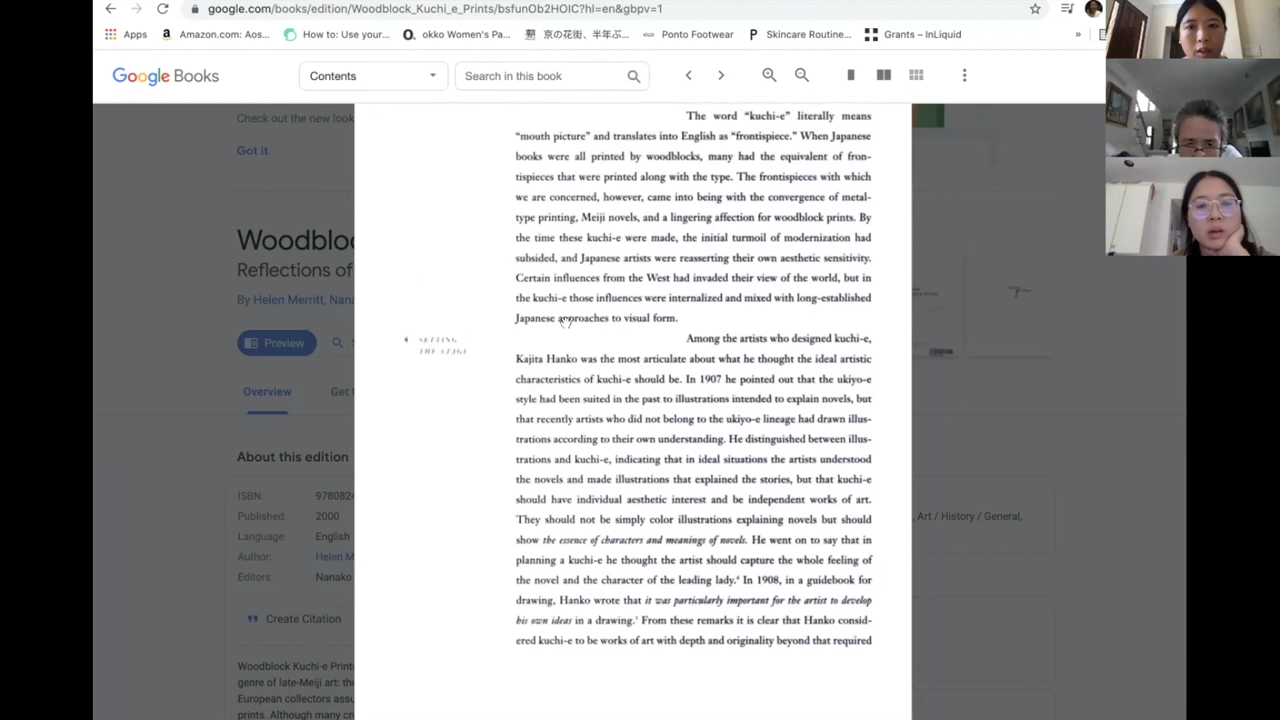 google.com/books/edition/Woodblock_Kuchi_e_Prints/bsfunOb2HOIC?hl=en&gbpv=1
Apps Amazon.com: Aos... How to: Use your... okko Women's Pa... 京の花街、半年ぶ... Ponto Footwear Skincare Routine... Grants – InLiquid »
Google Books Contents Search in this book
Check out the new look
Got it
Woodbloc
Reflections of
By Helen Merritt, Nana
Preview
Overview Get t
About this edition
ISBN: 9780824
Published: 2000
Language: English
Author: Helen M
Editors: Nanako
Create Citation
Woodblock Kuchi-e Print
genre of late-Meiji art: the
European collectors assu
prints. Although many cn
The word “kuchi-e” literally means
“mouth picture” and translates into English as “frontispiece.” When Japanese
books were all printed by woodblocks, many had the equivalent of fron-
tispieces that were printed along with the type. The frontispieces with which
we are concerned, however, came into being with the convergence of metal-
type printing, Meiji novels, and a lingering affection for woodblock prints. By
the time these kuchi-e were made, the initial turmoil of modernization had
subsided, and Japanese artists were reasserting their own aesthetic sensitivity.
Certain influences from the West had invaded their view of the world, but in
the kuchi-e those influences were internalized and mixed with long-established
Japanese approaches to visual form.
4 SETTING
THE STAGE
Among the artists who designed kuchi-e,
Kajita Hanko was the most articulate about what he thought the ideal artistic
characteristics of kuchi-e should be. In 1907 he pointed out that the ukiyo-e
style had been suited in the past to illustrations intended to explain novels, but
that recently artists who did not belong to the ukiyo-e lineage had drawn illus-
trations according to their own understanding. He distinguished between illus-
trations and kuchi-e, indicating that in ideal situations the artists understood
the novels and made illustrations that explained the stories, but that kuchi-e
should have individual aesthetic interest and be independent works of art.
They should not be simply color illustrations explaining novels but should
show the essence of characters and meanings of novels. He went on to say that in
planning a kuchi-e he thought the artist should capture the whole feeling of
the novel and the character of the leading lady.⁴ In 1908, in a guidebook for
drawing, Hanko wrote that it was particularly important for the artist to develop
his own ideas in a drawing.⁵ From these remarks it is clear that Hanko consid-
ered kuchi-e to be works of art with depth and originality beyond that required
, Art / History / General,